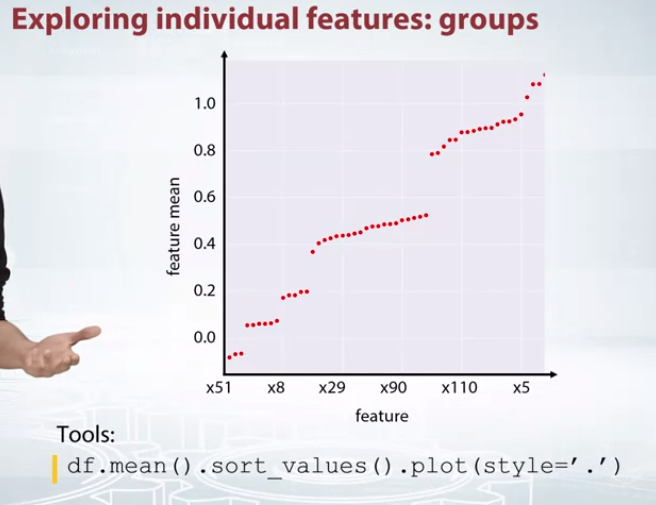 Exploring individual features: groups
1.0
0.8
0.6
0.4
0.2
0.0
feature mean
x51 x8 x29 x90 x110 x5
feature
Tools:
df.mean().sort_values().plot(style=’.’)